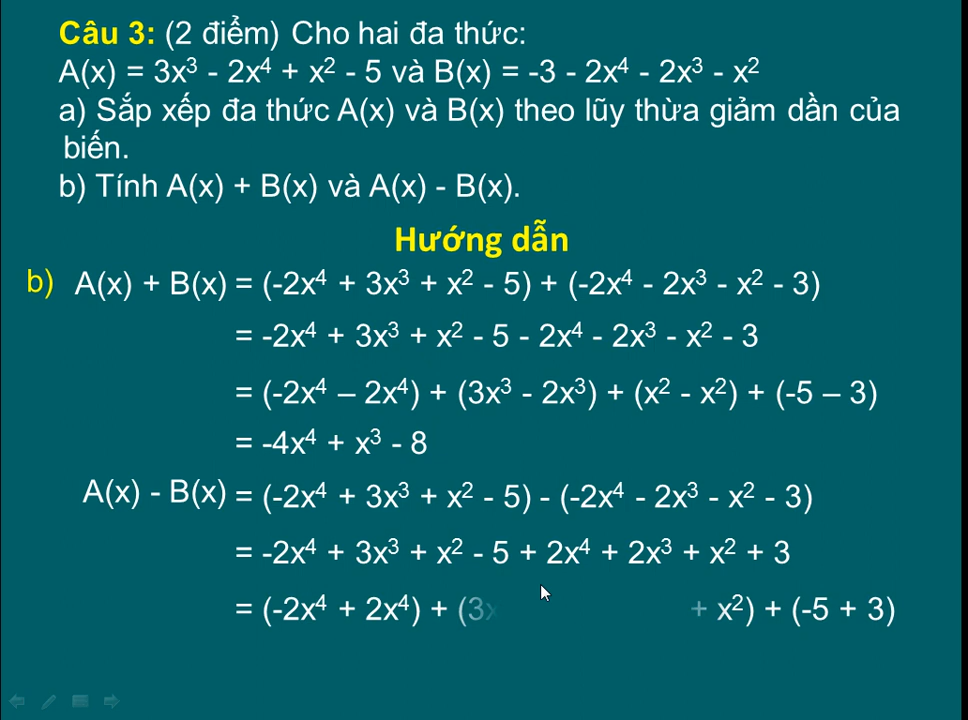 Câu 3: (2 điểm) Cho hai đa thức:
A(x) = 3x³ - 2x⁴ + x² - 5 và B(x) = -3 - 2x⁴ - 2x³ - x²
a) Sắp xếp đa thức A(x) và B(x) theo lũy thừa giảm dần của
biến.
b) Tính A(x) + B(x) và A(x) - B(x).
Hướng dẫn
b) A(x) + B(x) = (-2x⁴ + 3x³ + x² - 5) + (-2x⁴ - 2x³ - x² - 3)
= -2x⁴ + 3x³ + x² - 5 - 2x⁴ - 2x³ - x² - 3
= (-2x⁴ – 2x⁴) + (3x³ - 2x³) + (x² - x²) + (-5 – 3)
= -4x⁴ + x³ - 8
A(x) - B(x) = (-2x⁴ + 3x³ + x² - 5) - (-2x⁴ - 2x³ - x² - 3)
= -2x⁴ + 3x³ + x² - 5 + 2x⁴ + 2x³ + x² + 3
= (-2x⁴ + 2x⁴) + (3x + x²) + (-5 + 3)